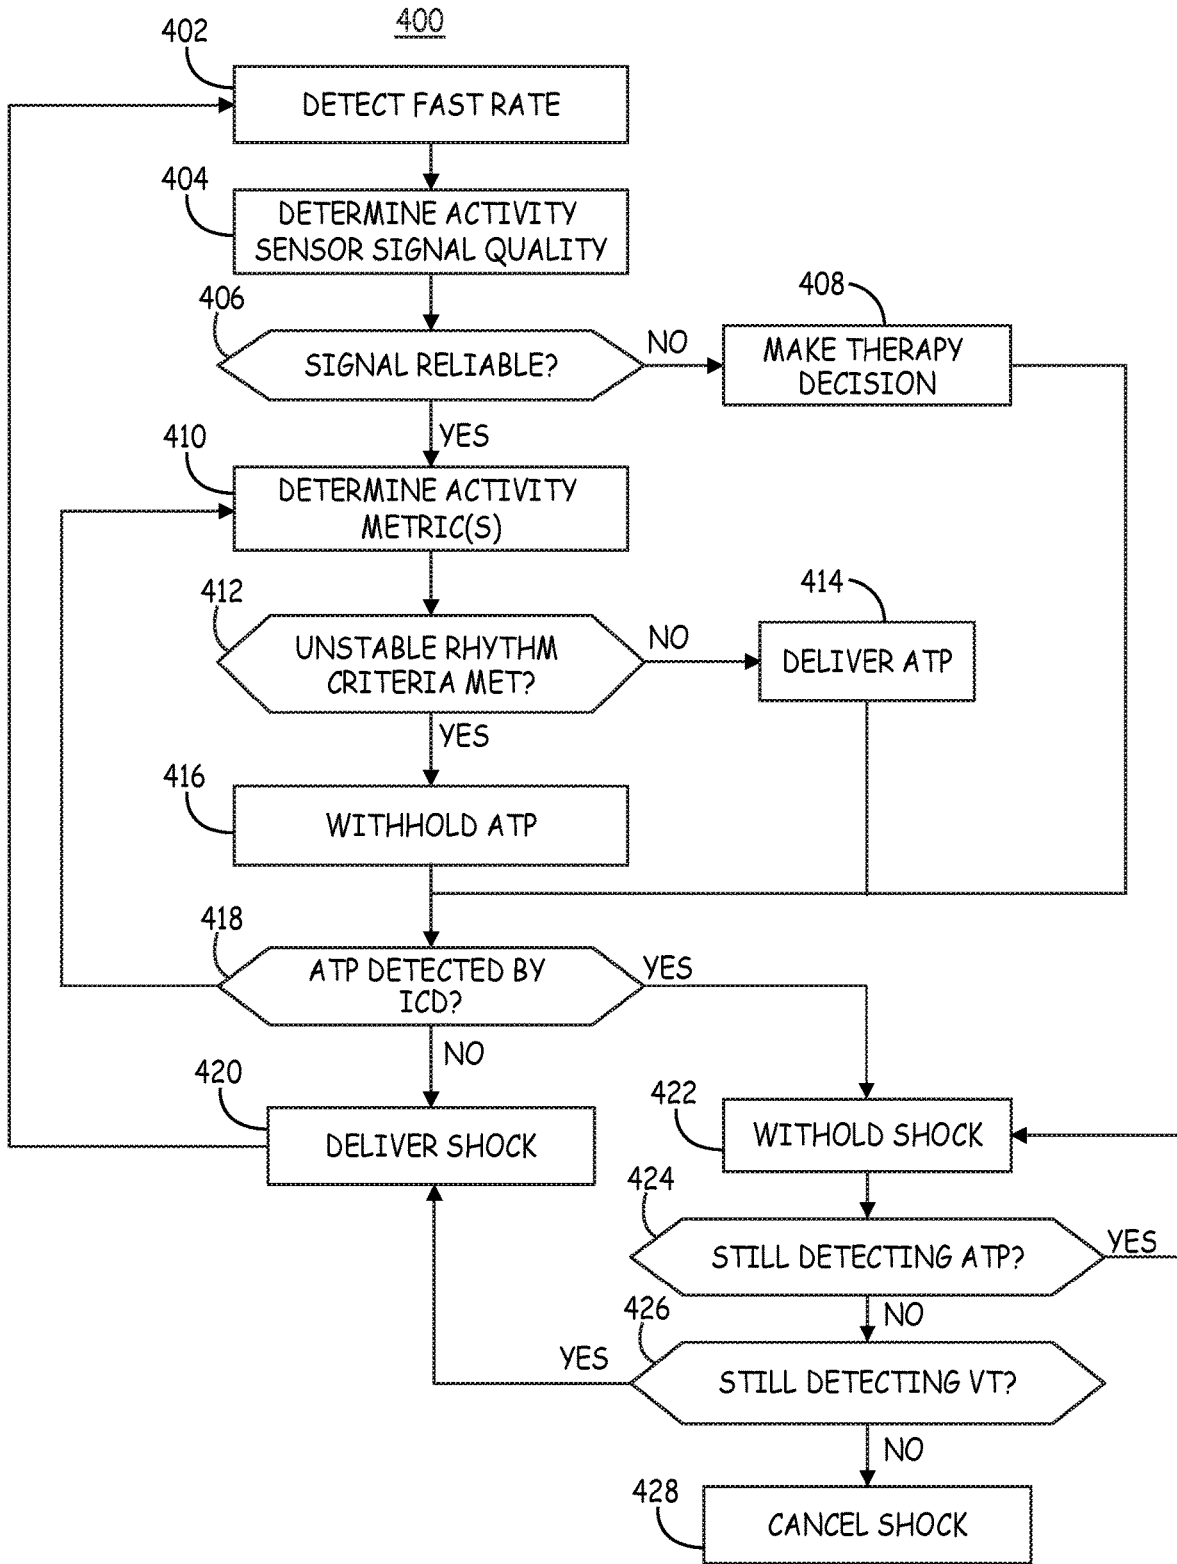 400
402
DETECT FAST RATE
404
DETERMINE ACTIVITY
SENSOR SIGNAL QUALITY
406
SIGNAL RELIABLE?
NO
408
MAKE THERAPY
DECISION
YES
410
DETERMINE ACTIVITY
METRIC(S)
412
UNSTABLE RHYTHM
CRITERIA MET?
NO
414
DELIVER ATP
YES
416
WITHHOLD ATP
418
ATP DETECTED BY
ICD?
YES
NO
420
DELIVER SHOCK
422
WITHOLD SHOCK
424
STILL DETECTING ATP?
YES
NO
426
STILL DETECTING VT?
YES
NO
428
CANCEL SHOCK